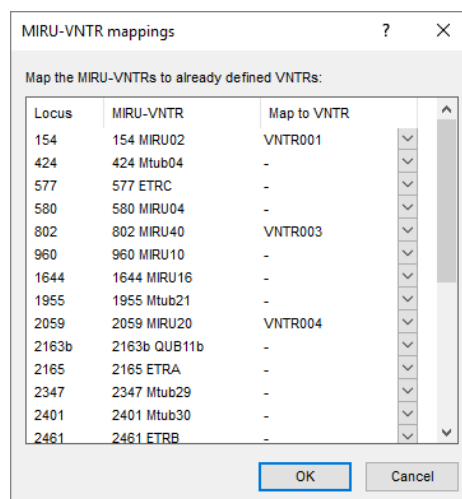 MIRU-VNTR mappings ? ×
Map the MIRU-VNTRs to already defined VNTRs:
Locus MIRU-VNTR Map to VNTR
154 154 MIRU02 VNTR001
424 424 Mtub04 -
577 577 ETRC -
580 580 MIRU04 -
802 802 MIRU40 VNTR003
960 960 MIRU10 -
1644 1644 MIRU16 -
1955 1955 Mtub21 -
2059 2059 MIRU20 VNTR004
2163b 2163b QUB11b -
2165 2165 ETRA -
2347 2347 Mtub29 -
2401 2401 Mtub30 -
2461 2461 ETRB -
OK Cancel